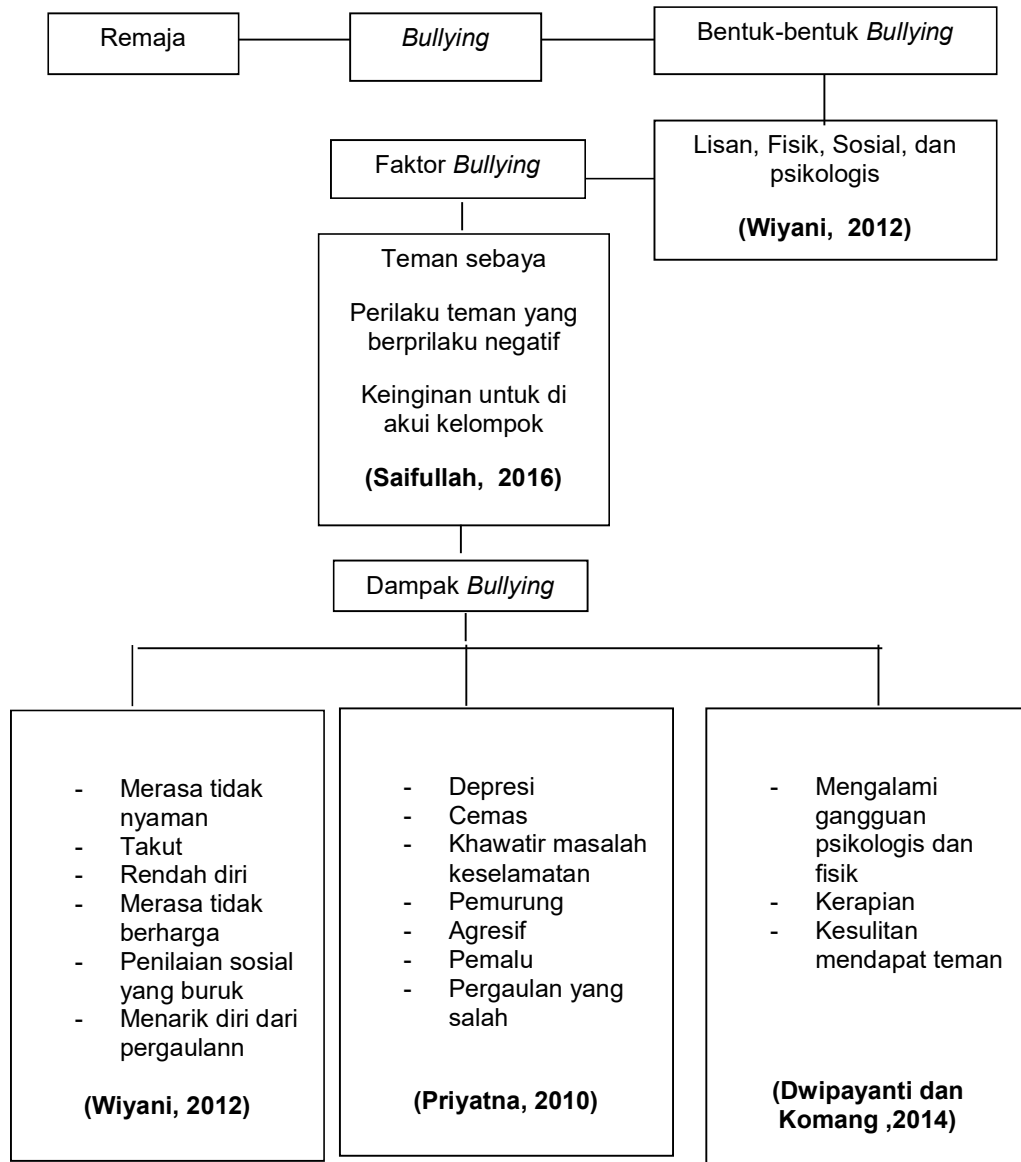 Remaja
Bullying
Bentuk-bentuk Bullying
Lisan, Fisik, Sosial, dan
psikologis
(Wiyani, 2012)
Faktor Bullying
Teman sebaya
Perilaku teman yang
berprilaku negatif
Keinginan untuk di
akui kelompok
(Saifullah, 2016)
Dampak Bullying
- Merasa tidak
nyaman
- Takut
- Rendah diri
- Merasa tidak
berharga
- Penilaian sosial
yang buruk
- Menarik diri dari
pergaulann
(Wiyani, 2012)
- Depresi
- Cemas
- Khawatir masalah
keselamatan
- Pemurung
- Agresif
- Pemalu
- Pergaulan yang
salah
(Priyatna, 2010)
- Mengalami
gangguan
psikologis dan
fisik
- Kerapian
- Kesulitan
mendapat teman
(Dwipayanti dan
Komang ,2014)